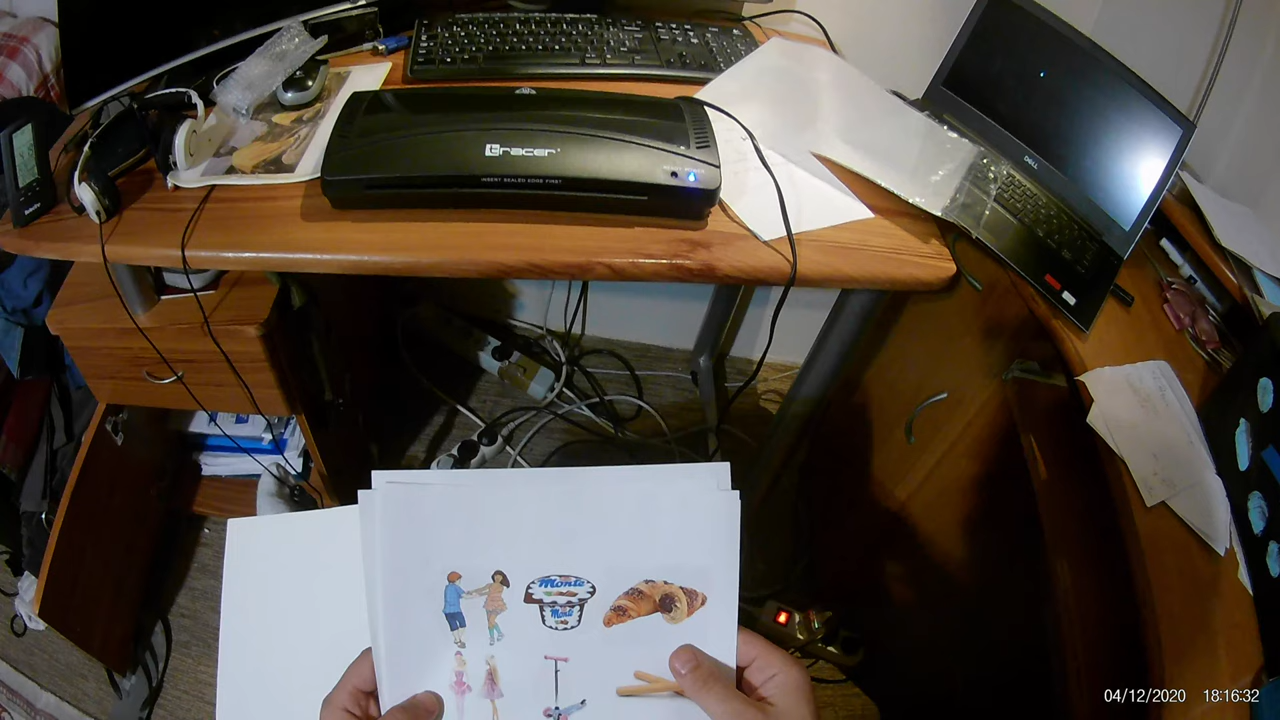 tracer
INSERT SEALED EDGE FIRST
DELL
Monte
Monte
04/12/2020 18:16:32